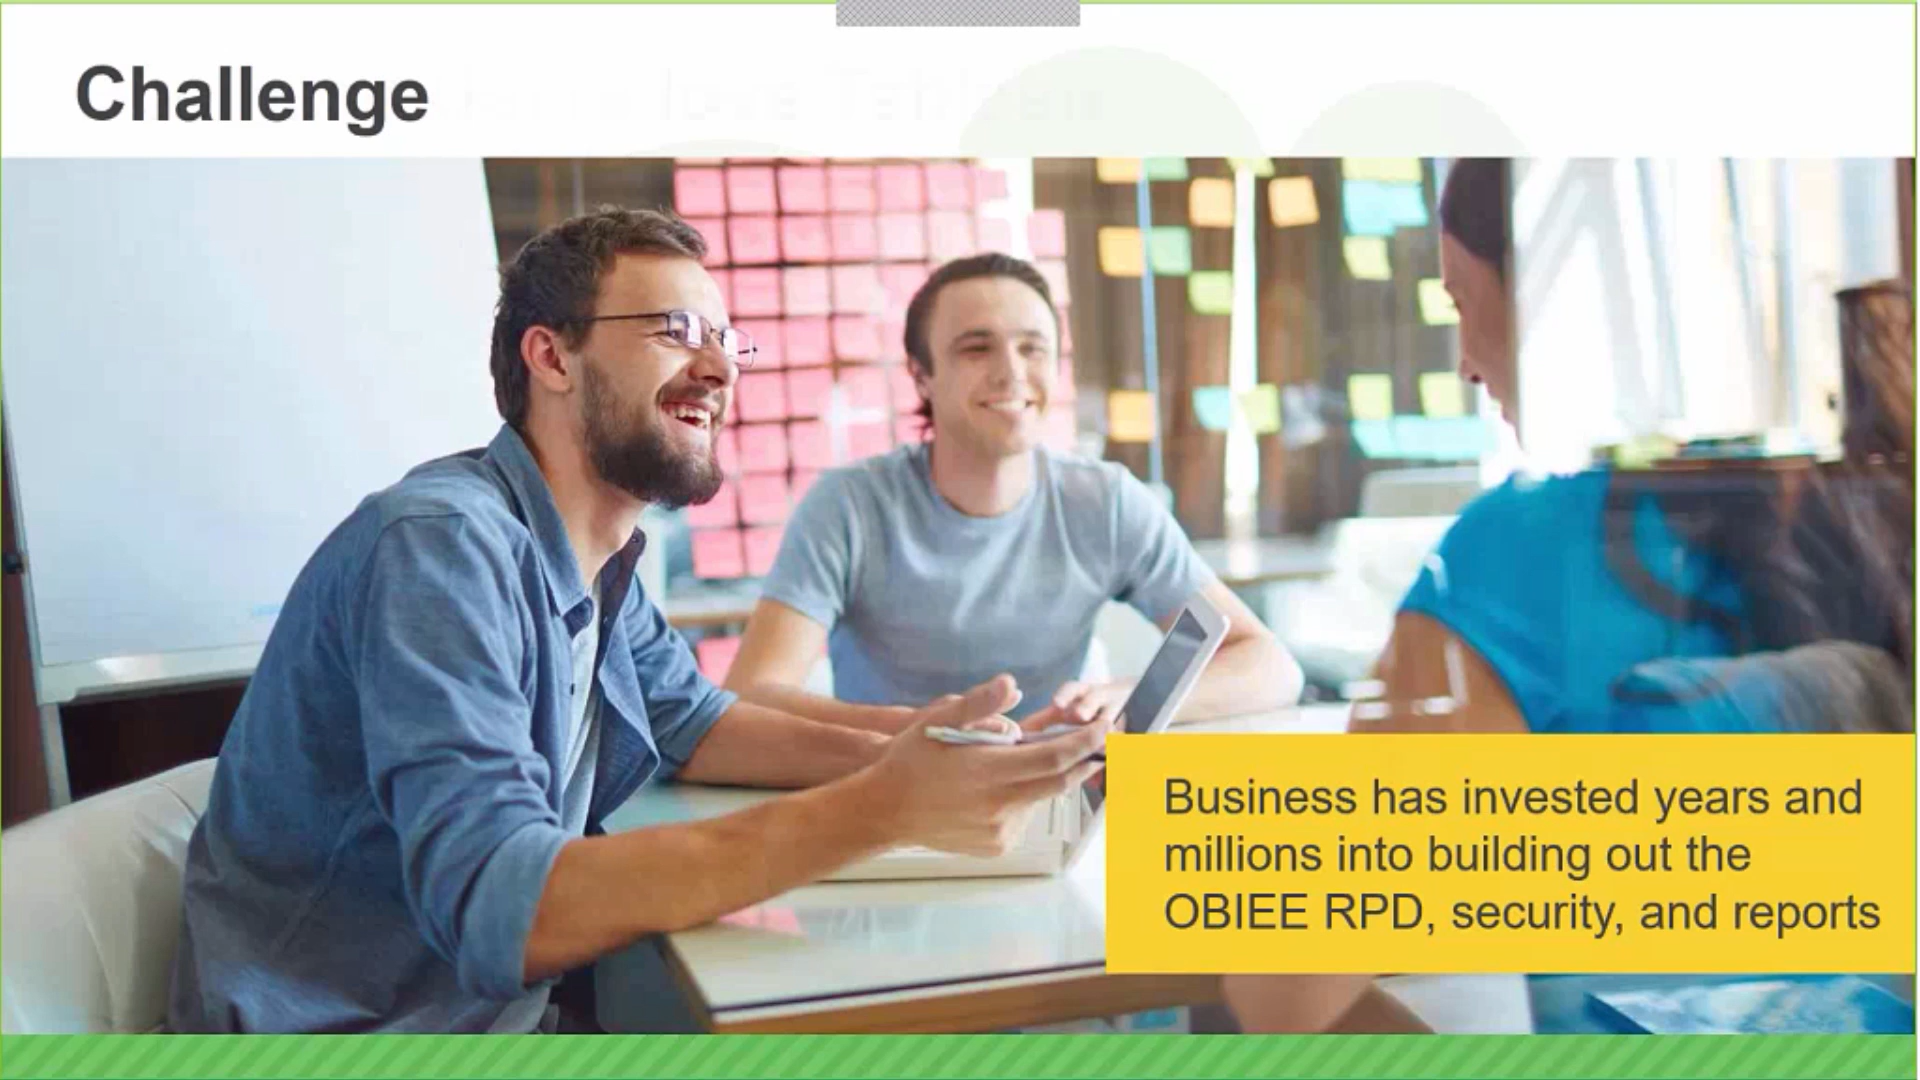 Challenge
Business has invested years and
millions into building out the
OBIEE RPD, security, and reports